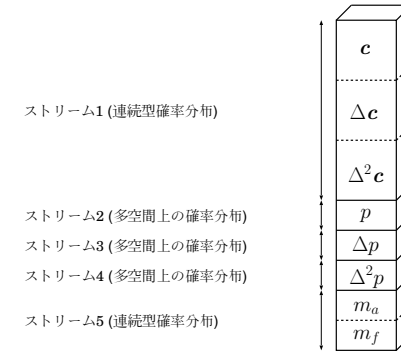 c
ストリーム1 (連続型確率分布)
Δc
Δ²c
ストリーム2 (多空間上の確率分布)
p
ストリーム3 (多空間上の確率分布)
Δp
ストリーム4 (多空間上の確率分布)
Δ²p
m_a
ストリーム5 (連続型確率分布)
m_f